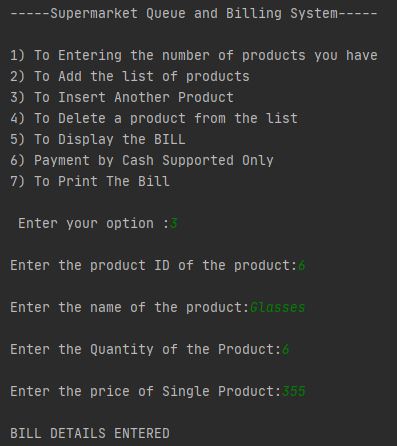 -----Supermarket Queue and Billing System-----
1) To Entering the number of products you have
2) To Add the list of products
3) To Insert Another Product
4) To Delete a product from the list
5) To Display the BILL
6) Payment by Cash Supported Only
7) To Print The Bill
Enter your option :3
Enter the product ID of the product:6
Enter the name of the product:Glasses
Enter the Quantity of the Product:6
Enter the price of Single Product:355
BILL DETAILS ENTERED